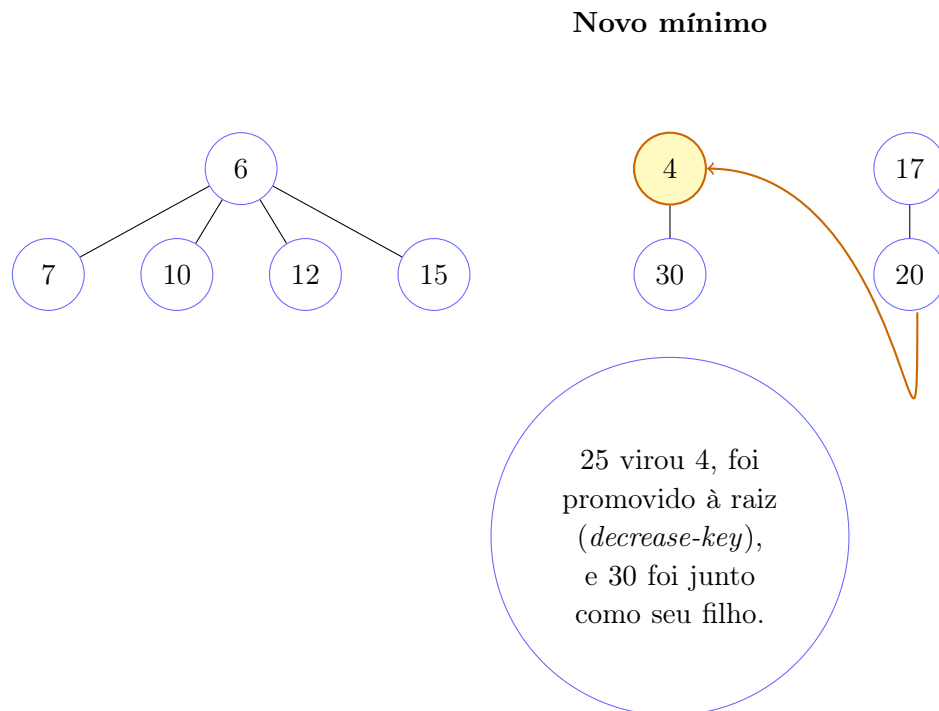 Novo mínimo
6
4
17
7
10
12
15
30
20
25 virou 4, foi
promovido à raiz
(decrease-key),
e 30 foi junto
como seu filho.